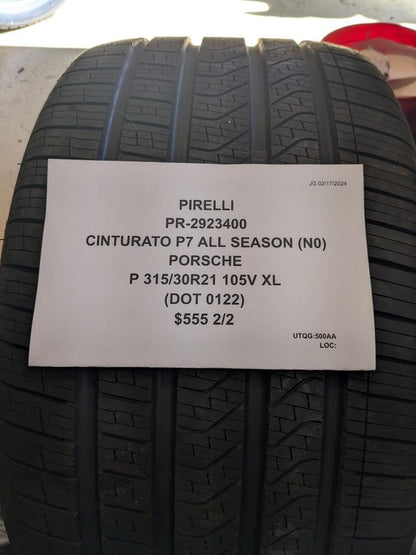 JG 02/17/2024
PIRELLI
PR-2923400
CINTURATO P7 ALL SEASON (N0)
PORSCHE
P 315/30R21 105V XL
(DOT 0122)
$555 2/2
UTQG:500AA
LOC: